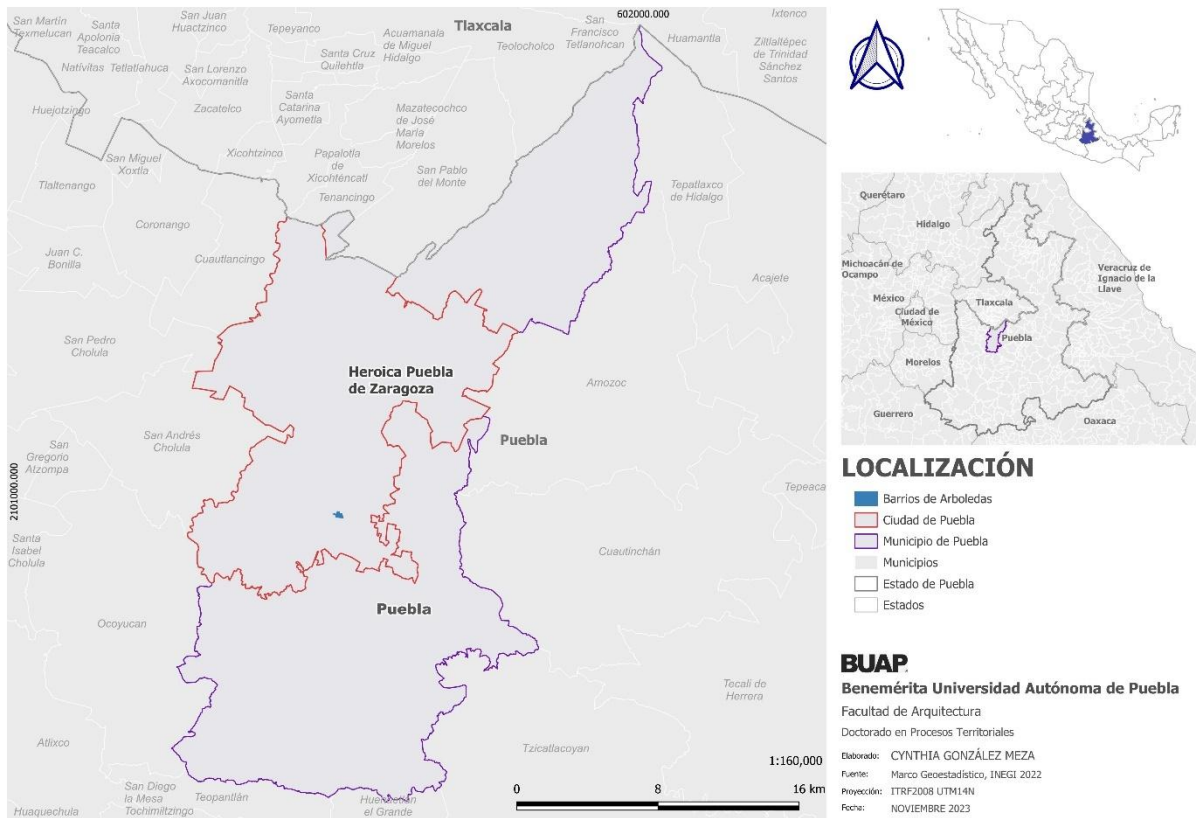 602000.000
San Martín
Texmelucan
San Juan
Huactzinco
Santa
Apolonia
Teacalco
Tepeyanco
Acuamanala
de Miguel
Hidalgo
Tlaxcala
San
Francisco
Tetlanohcan
Huamantla
Ixtenco
Ziltlaltépec
de Trinidad
Sánchez
Santos
Teolocholco
Santa Cruz
Quilehtla
Nativitas
Tetlatlahuca
San Lorenzo
Axocomanitla
Huejotzingo
Zacatelco
Santa
Catarina
Ayometla
Mazatecochco
de José
María
Morelos
San Miguel
Xoxtla
Xicohtzinco
Papalotla
de
Xicohténcatl
San Pablo
del Monte
Tlaltenango
Tenancingo
Tepatlaxco
de Hidalgo
Coronango
Juan C.
Bonilla
Cuautlancingo
Acajete
San Pedro
Cholula
Heroica Puebla
de Zaragoza
Amozoc
San Andrés
Cholula
Puebla
San
Gregorio
Atzompa
2101000.000
Tepeaca
Santa
Isabel
Cholula
Cuautinchán
Puebla
Ocoyucan
Tecali de
Herrera
Atlixco
Tzicatlacoyan
1:160,000
San Diego
la Mesa
Tochimiltzingo
Teopantlán
Huaquechula
Huehuetlán
el Grande
0
8
16 km
Querétaro
Hidalgo
Michoacán de
Ocampo
Veracruz de
Ignacio de la
Llave
México
Tlaxcala
Ciudad de
México
Puebla
Morelos
Guerrero
Oaxaca
LOCALIZACIÓN
Barrios de Arboledas
Ciudad de Puebla
Municipio de Puebla
Municipios
Estado de Puebla
Estados
BUAP
Benemérita Universidad Autónoma de Puebla
Facultad de Arquitectura
Doctorado en Procesos Territoriales
Elaborado: CYNTHIA GONZÁLEZ MEZA
Fuente: Marco Geoestadístico, INEGI 2022
Proyección: ITRF2008 UTM14N
Fecha: NOVIEMBRE 2023